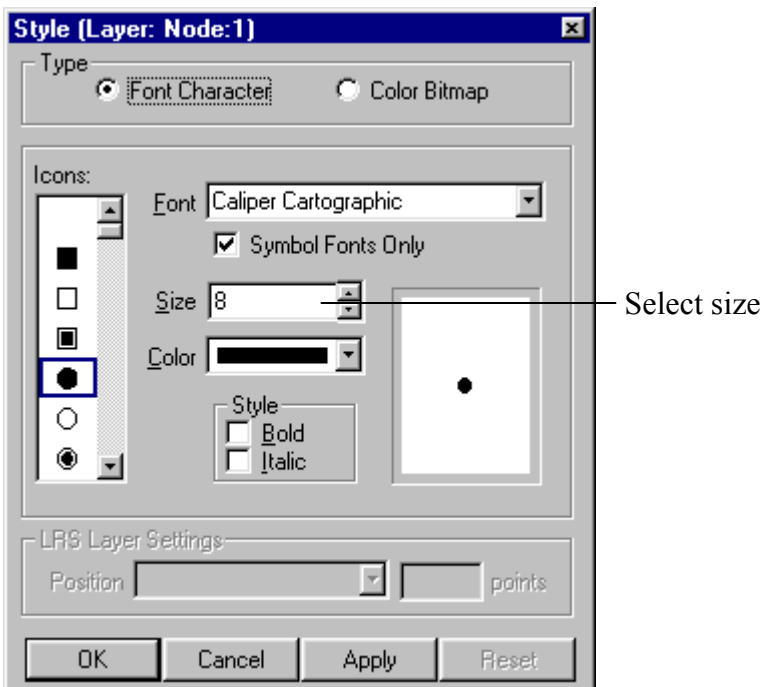 Style (Layer: Node:1)
Type
Font Character Color Bitmap
Icons:
Font Caliper Cartographic
Symbol Fonts Only
Size 8
Select size
Color
Style
Bold
Italic
LRS Layer Settings
Position points
OK Cancel Apply Reset